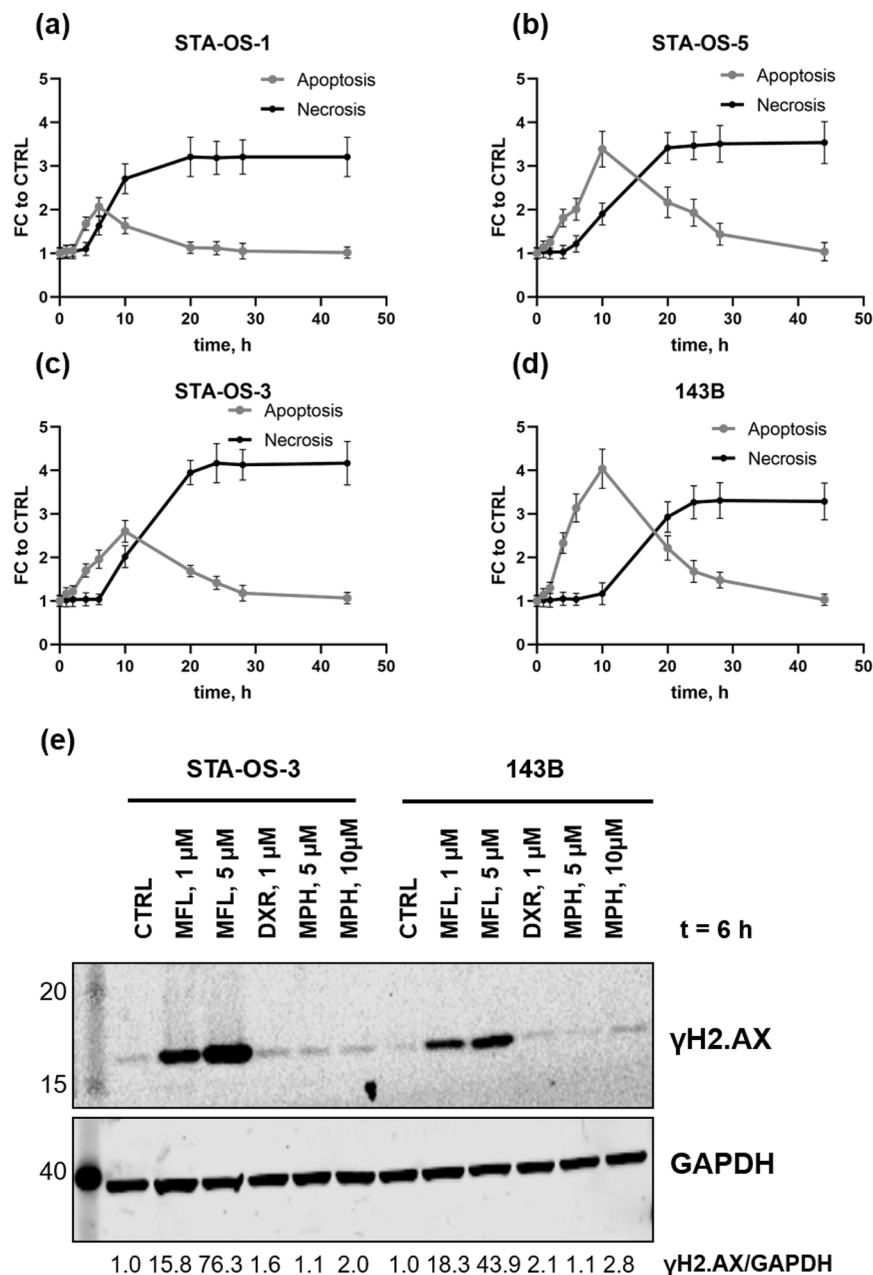 (a)
STA-OS-1
Apoptosis
Necrosis
FC to CTRL
5
4
3
2
1
0
0 10 20 30 40 50
time, h
(b)
STA-OS-5
Apoptosis
Necrosis
FC to CTRL
5
4
3
2
1
0
0 10 20 30 40 50
time, h
(c)
STA-OS-3
Apoptosis
Necrosis
FC to CTRL
5
4
3
2
1
0
0 10 20 30 40 50
time, h
(d)
143B
Apoptosis
Necrosis
FC to CTRL
5
4
3
2
1
0
0 10 20 30 40 50
time, h
(e)
STA-OS-3 143B
CTRL
MFL, 1 µM
MFL, 5 µM
DXR, 1 µM
MPH, 5 µM
MPH, 10µM
CTRL
MFL, 1 µM
MFL, 5 µM
DXR, 1 µM
MPH, 5 µM
MPH, 10µM
t = 6 h
20
15
γH2.AX
40
GAPDH
1.0 15.8 76.3 1.6 1.1 2.0 1.0 18.3 43.9 2.1 1.1 2.8 γH2.AX/GAPDH